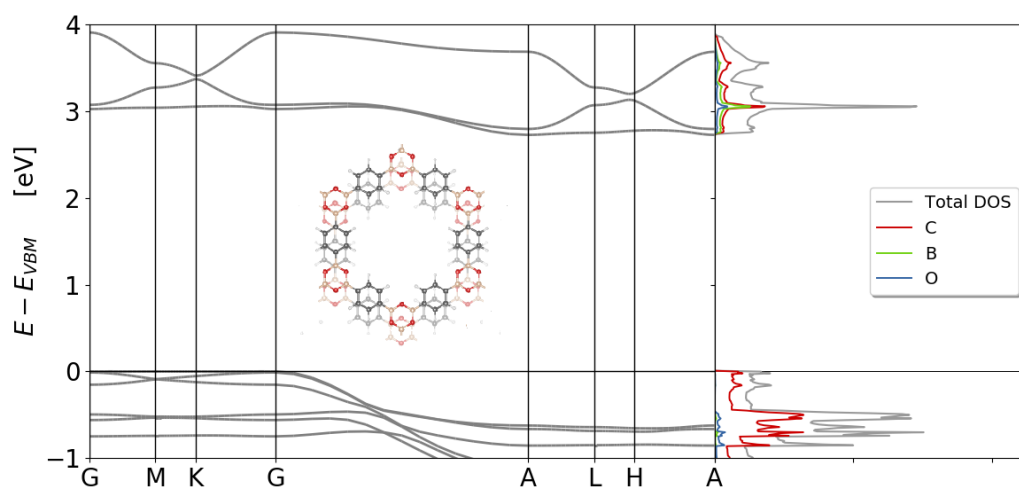 4
3
2
1
0
−1
E − E_VBM [eV]
G M K G A L H A
Total DOS
C
B
O